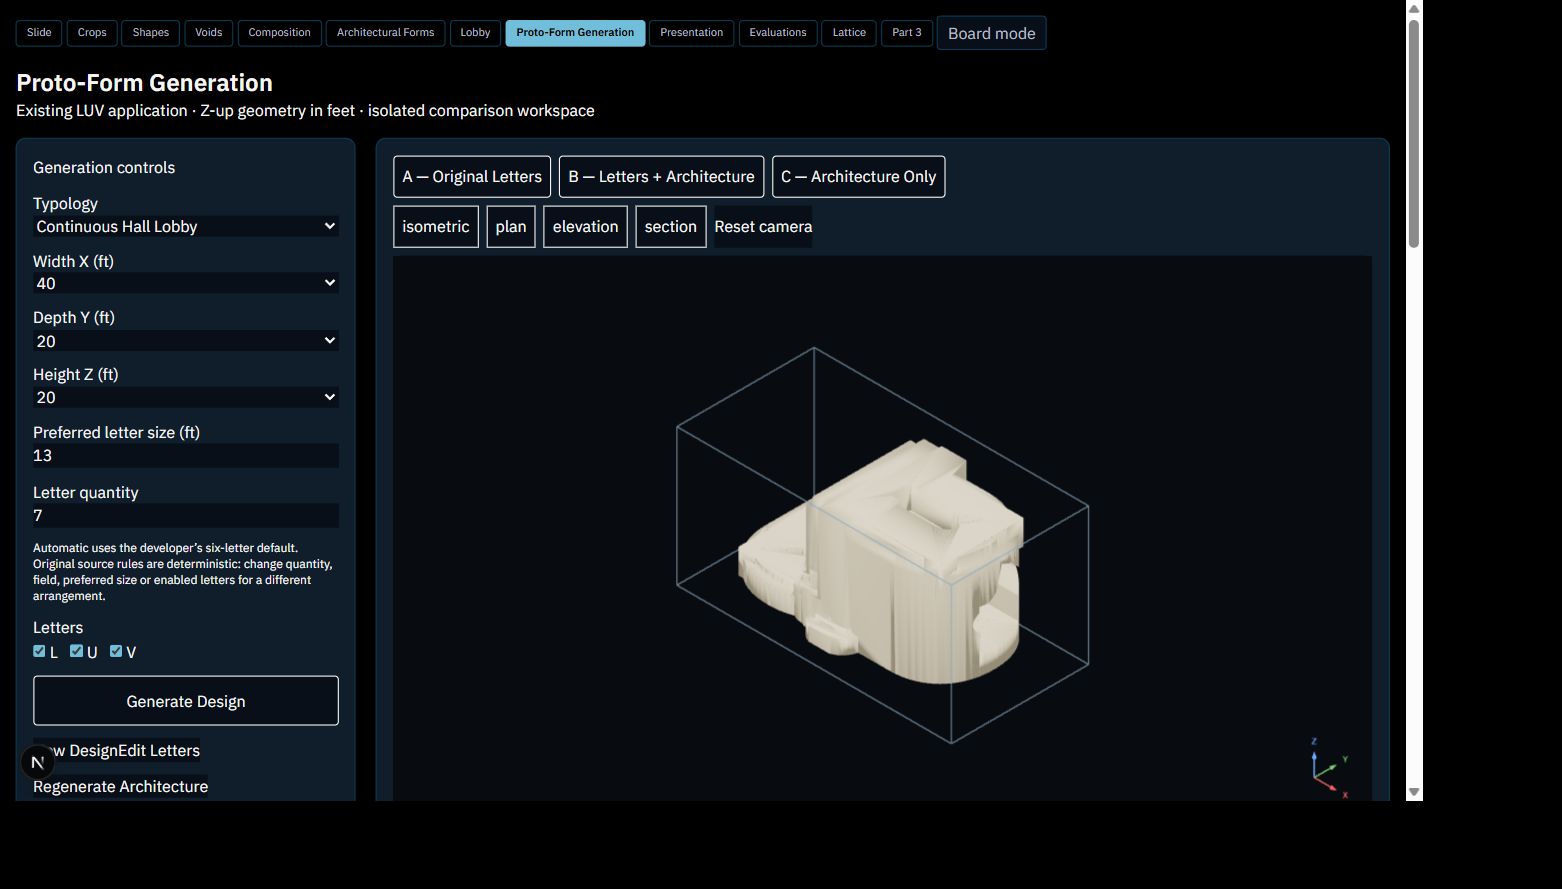 Slide Crops Shapes Voids Composition Architectural Forms Lobby Proto-Form Generation Presentation Evaluations Lattice Part 3 Board mode
Proto-Form Generation
Existing LUV application · Z-up geometry in feet · isolated comparison workspace
Generation controls
Typology
Continuous Hall Lobby
Width X (ft)
40
Depth Y (ft)
20
Height Z (ft)
20
Preferred letter size (ft)
13
Letter quantity
7
Automatic uses the developer’s six-letter default.
Original source rules are deterministic: change quantity,
field, preferred size or enabled letters for a different
arrangement.
Letters
L U V
Generate Design
w DesignEdit Letters
N
Regenerate Architecture
A — Original Letters B — Letters + Architecture C — Architecture Only
isometric plan elevation section Reset camera
Z
Y
X